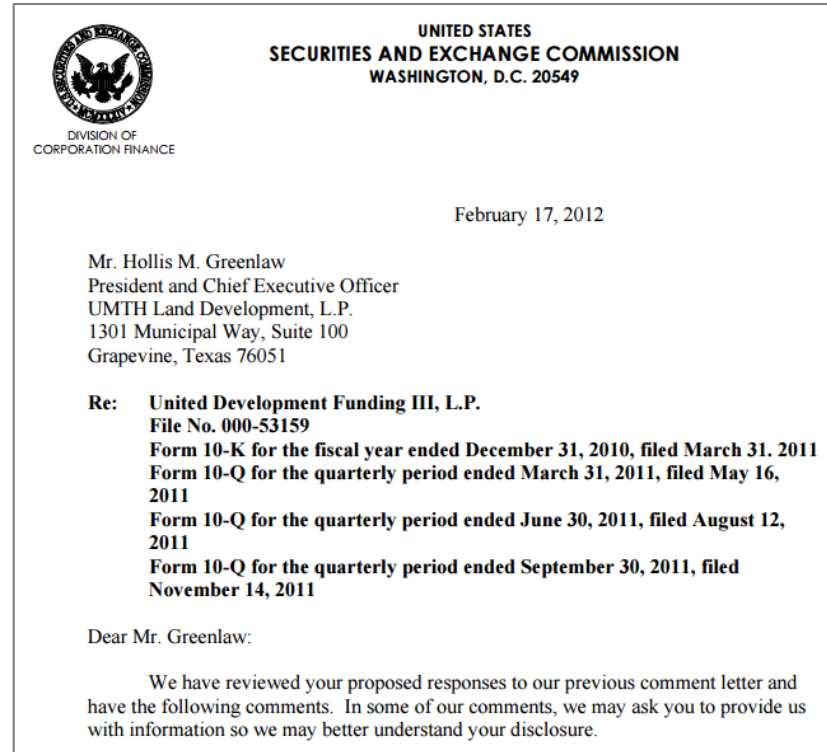 UNITED STATES
SECURITIES AND EXCHANGE COMMISSION
WASHINGTON, D.C. 20549
U.S. SECURITIES AND EXCHANGE COMMISSION
MCMXXXIV
DIVISION OF
CORPORATION FINANCE
February 17, 2012
Mr. Hollis M. Greenlaw
President and Chief Executive Officer
UMTH Land Development, L.P.
1301 Municipal Way, Suite 100
Grapevine, Texas 76051
Re: United Development Funding III, L.P.
File No. 000-53159
Form 10-K for the fiscal year ended December 31, 2010, filed March 31. 2011
Form 10-Q for the quarterly period ended March 31, 2011, filed May 16,
2011
Form 10-Q for the quarterly period ended June 30, 2011, filed August 12,
2011
Form 10-Q for the quarterly period ended September 30, 2011, filed
November 14, 2011
Dear Mr. Greenlaw:
We have reviewed your proposed responses to our previous comment letter and
have the following comments. In some of our comments, we may ask you to provide us
with information so we may better understand your disclosure.